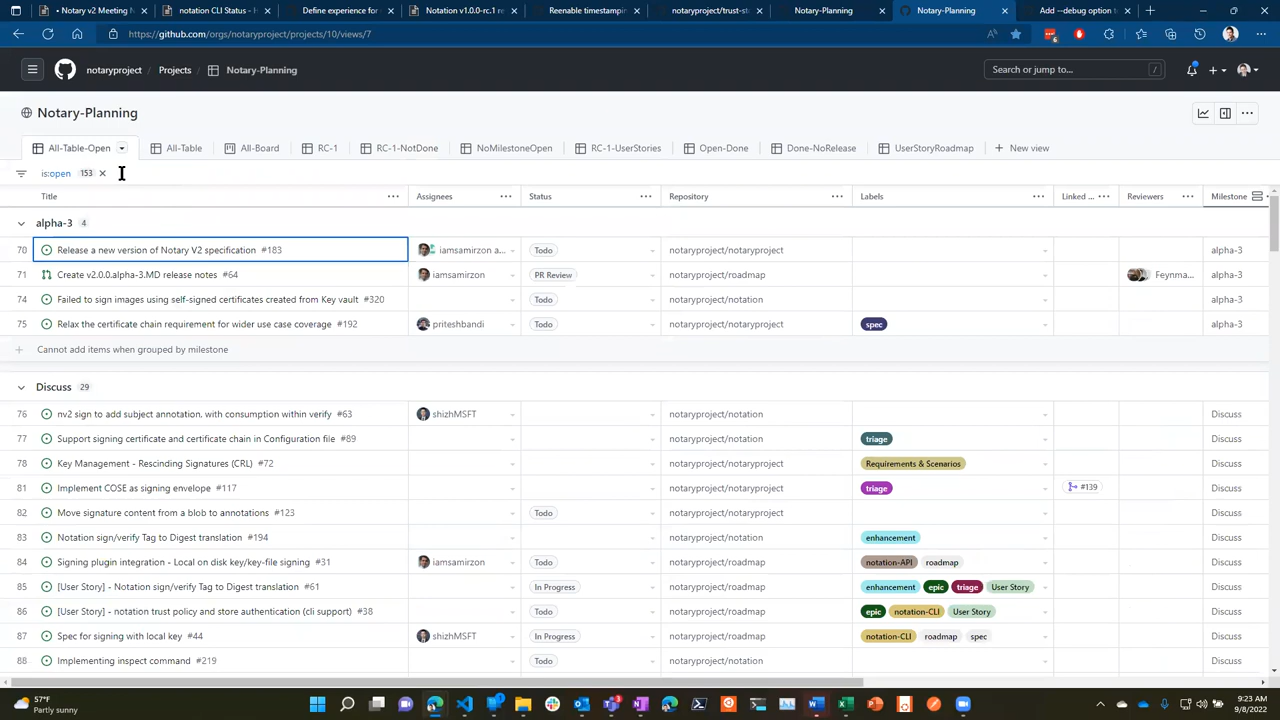 Notary v2 Meeting N
notation CLI Status - H
Define experience for
Notation v1.0.0-rc.1 re
Reenable timestampin
notaryproject/trust-sto
Notary-Planning
Notary-Planning
Add --debug option to
https://github.com/orgs/notaryproject/projects/10/views/7
6
notaryproject Projects Notary-Planning
Search or jump to... /
Notary-Planning
All-Table-Open All-Table All-Board RC-1 RC-1-NotDone NoMilestoneOpen RC-1-UserStories Open-Done Done-NoRelease UserStoryRoadmap New view
is:open 153
Title Assignees Status Repository Labels Linked ... Reviewers Milestone
alpha-3 4
70 Release a new version of Notary V2 specification #183 iamsamirzon a... Todo notaryproject/notaryproject alpha-3
71 Create v2.0.0.alpha-3.MD release notes #64 iamsamirzon PR Review notaryproject/roadmap Feynma... alpha-3
74 Failed to sign images using self-signed certificates created from Key vault #320 Todo notaryproject/notation alpha-3
75 Relax the certificate chain requirement for wider use case coverage #192 priteshbandi Todo notaryproject/notaryproject spec alpha-3
Cannot add items when grouped by milestone
Discuss 29
76 nv2 sign to add subject annotation, with consumption within verify #63 shizhMSFT notaryproject/notation Discuss
77 Support signing certificate and certificate chain in Configuration file #89 notaryproject/notation triage Discuss
78 Key Management - Rescinding Signatures (CRL) #72 notaryproject/notaryproject Requirements & Scenarios Discuss
81 Implement COSE as signing envelope #117 notaryproject/notaryproject triage #139 Discuss
82 Move signature content from a blob to annotations #123 Todo notaryproject/notaryproject Discuss
83 Notation sign/verify Tag to Digest translation #194 notaryproject/notation enhancement Discuss
84 Signing plugin integration - Local on disk key/key-file signing #31 iamsamirzon Todo notaryproject/roadmap notation-API roadmap Discuss
85 [User Story] - Notation sign/verify Tag to Digest translation #61 In Progress notaryproject/roadmap enhancement epic triage User Story Discuss
86 [User Story] - notation trust policy and store authentication (cli support) #38 Todo notaryproject/roadmap epic notation-CLI User Story Discuss
87 Spec for signing with local key #44 shizhMSFT In Progress notaryproject/roadmap notation-CLI roadmap spec Discuss
88 Implementing inspect command #219 Todo notaryproject/notation Discuss
57°F
Partly sunny
9:23 AM
9/8/2022